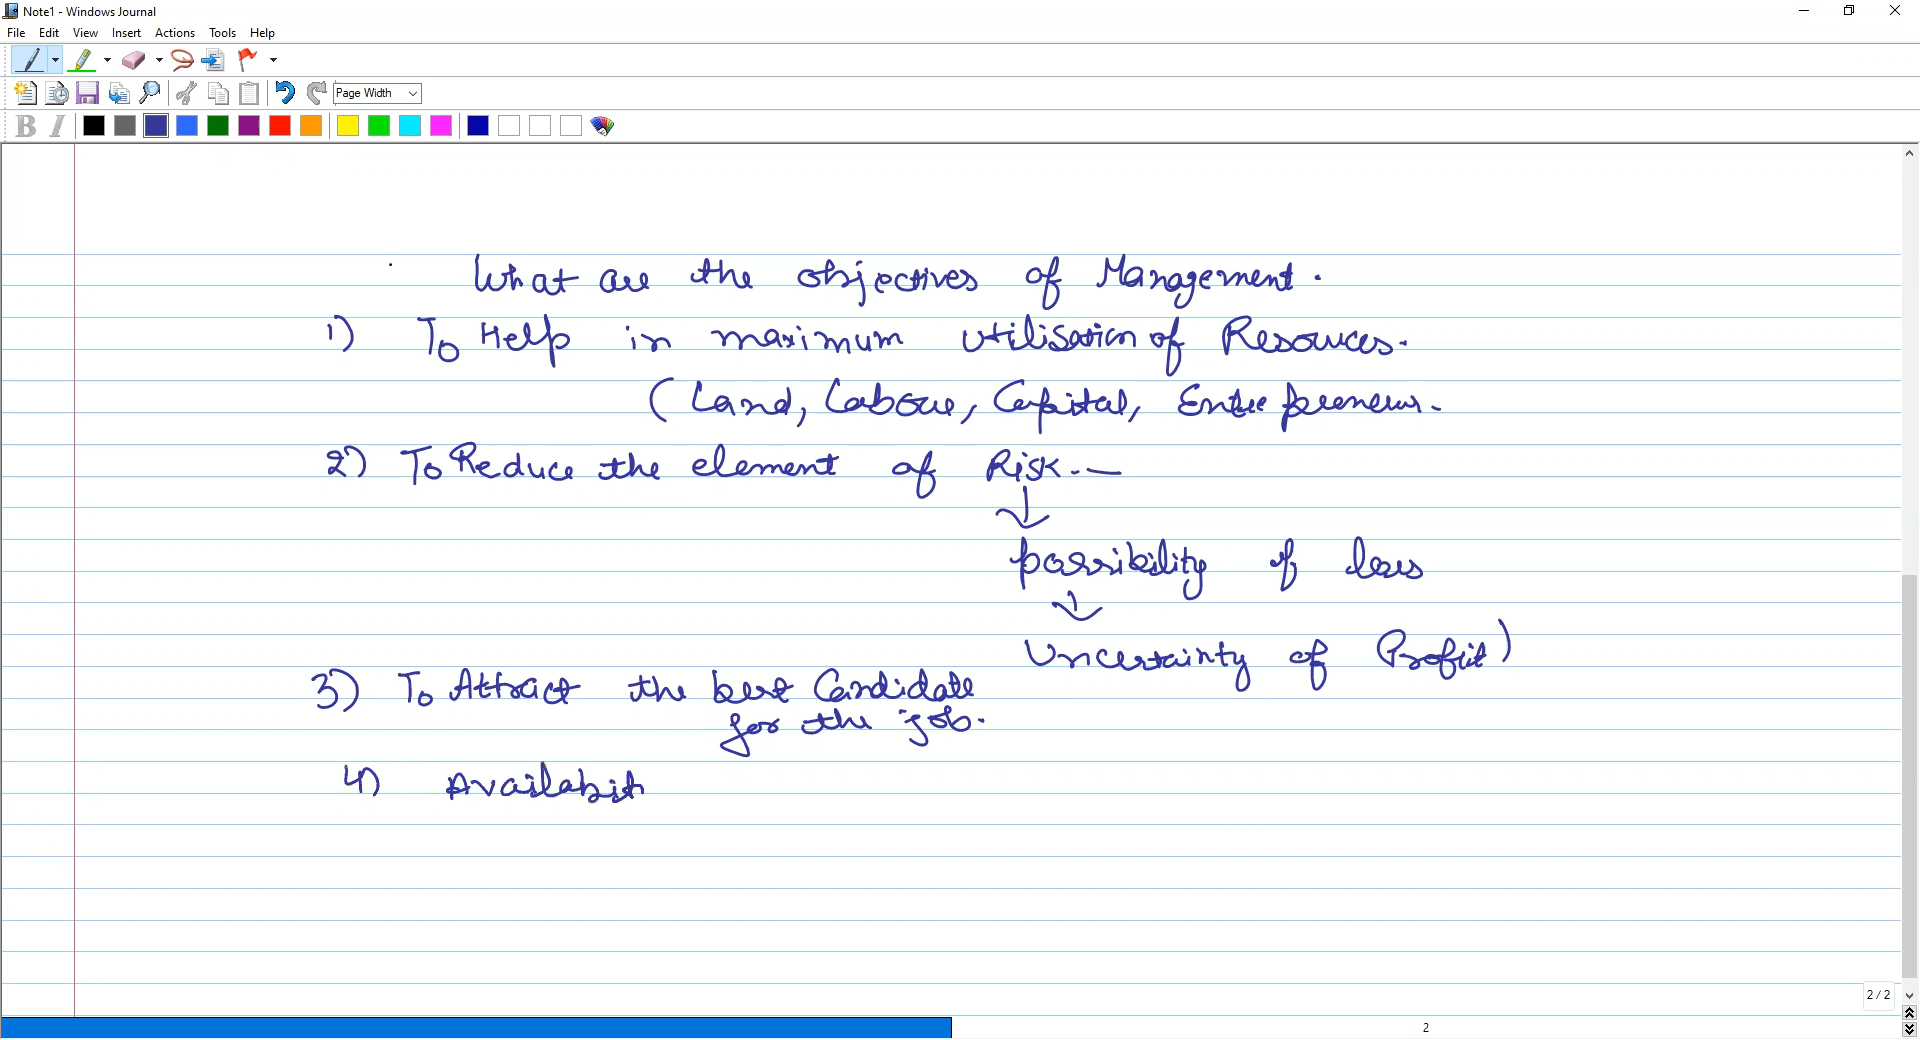 Note1 - Windows Journal
File Edit View Insert Actions Tools Help
Page Width
B I
What are the objectives of Management.
1) To Help in maximum utilisation of Resources.
(Land, Labour, Capital, Entrepreneur.
2) To Reduce the element of Risk. —
possibility of loss
Uncertainty of Profit)
3) To Attract the best Candidate
for the job.
4) Availabit
2 / 2
2